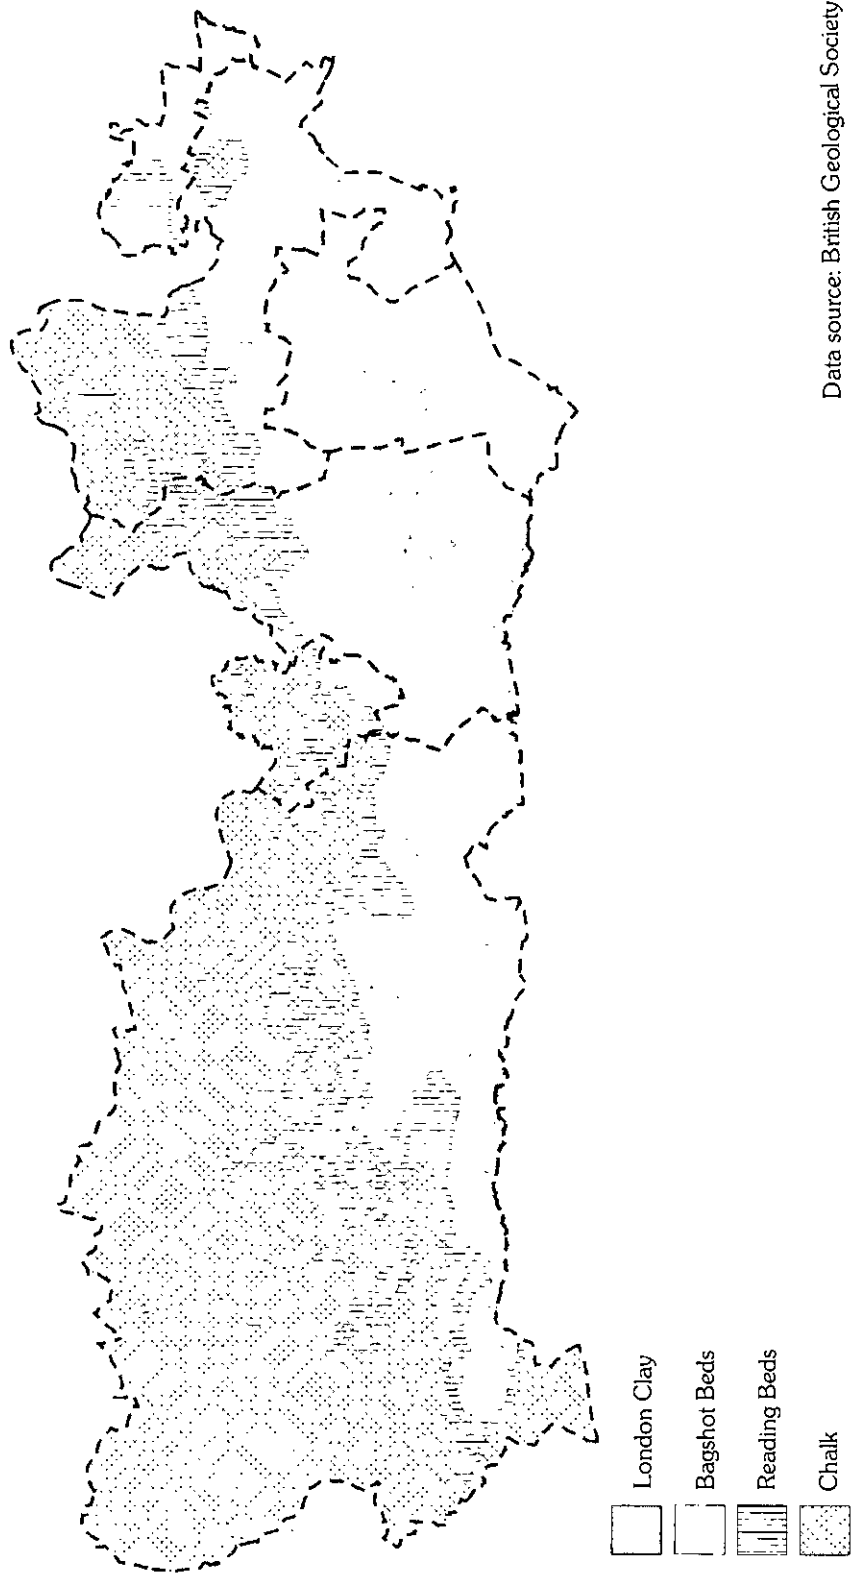 London Clay
Bagshot Beds
Reading Beds
Chalk
Data source: British Geological Society